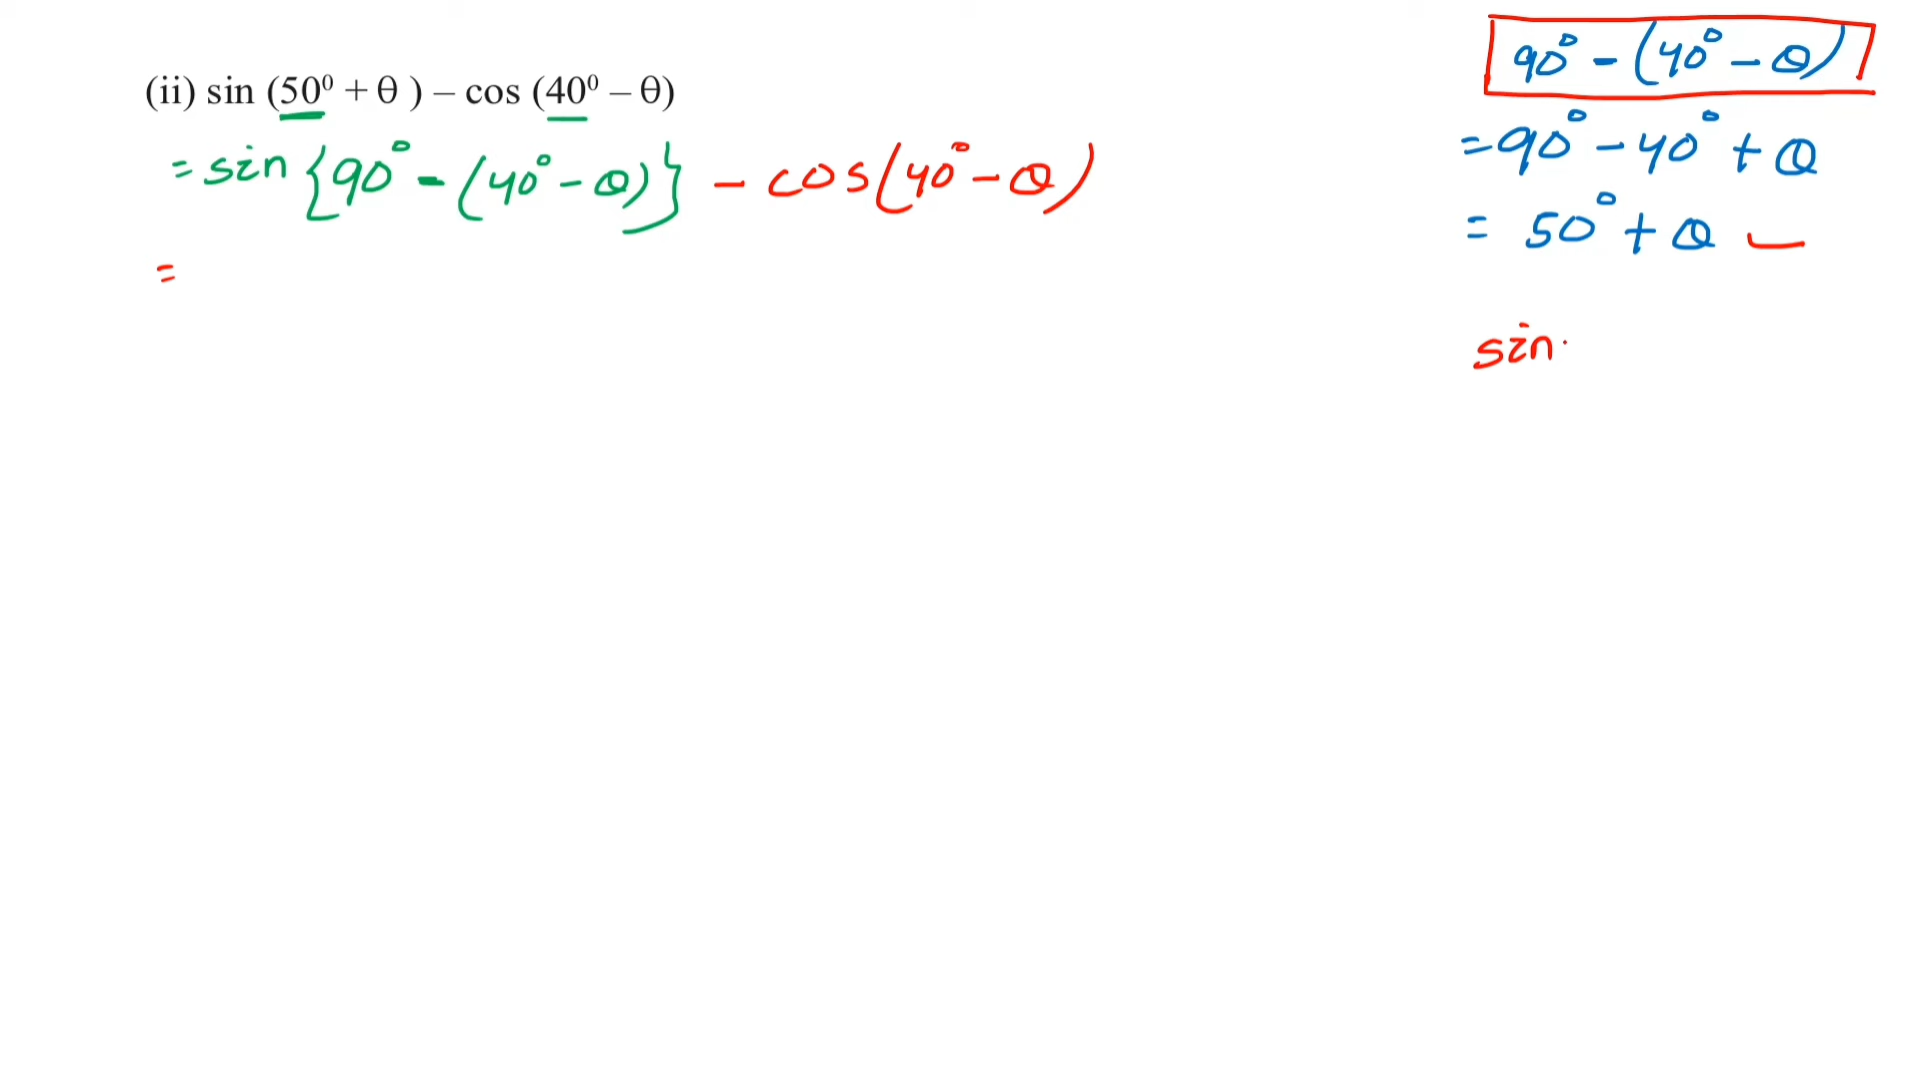 (ii) sin (50⁰ + θ ) – cos (40⁰ – θ)
= sin {90° - (40° - θ)} - cos(40° - θ)
=
90° - (40° - θ)
= 90° - 40° + θ
= 50° + θ
sin